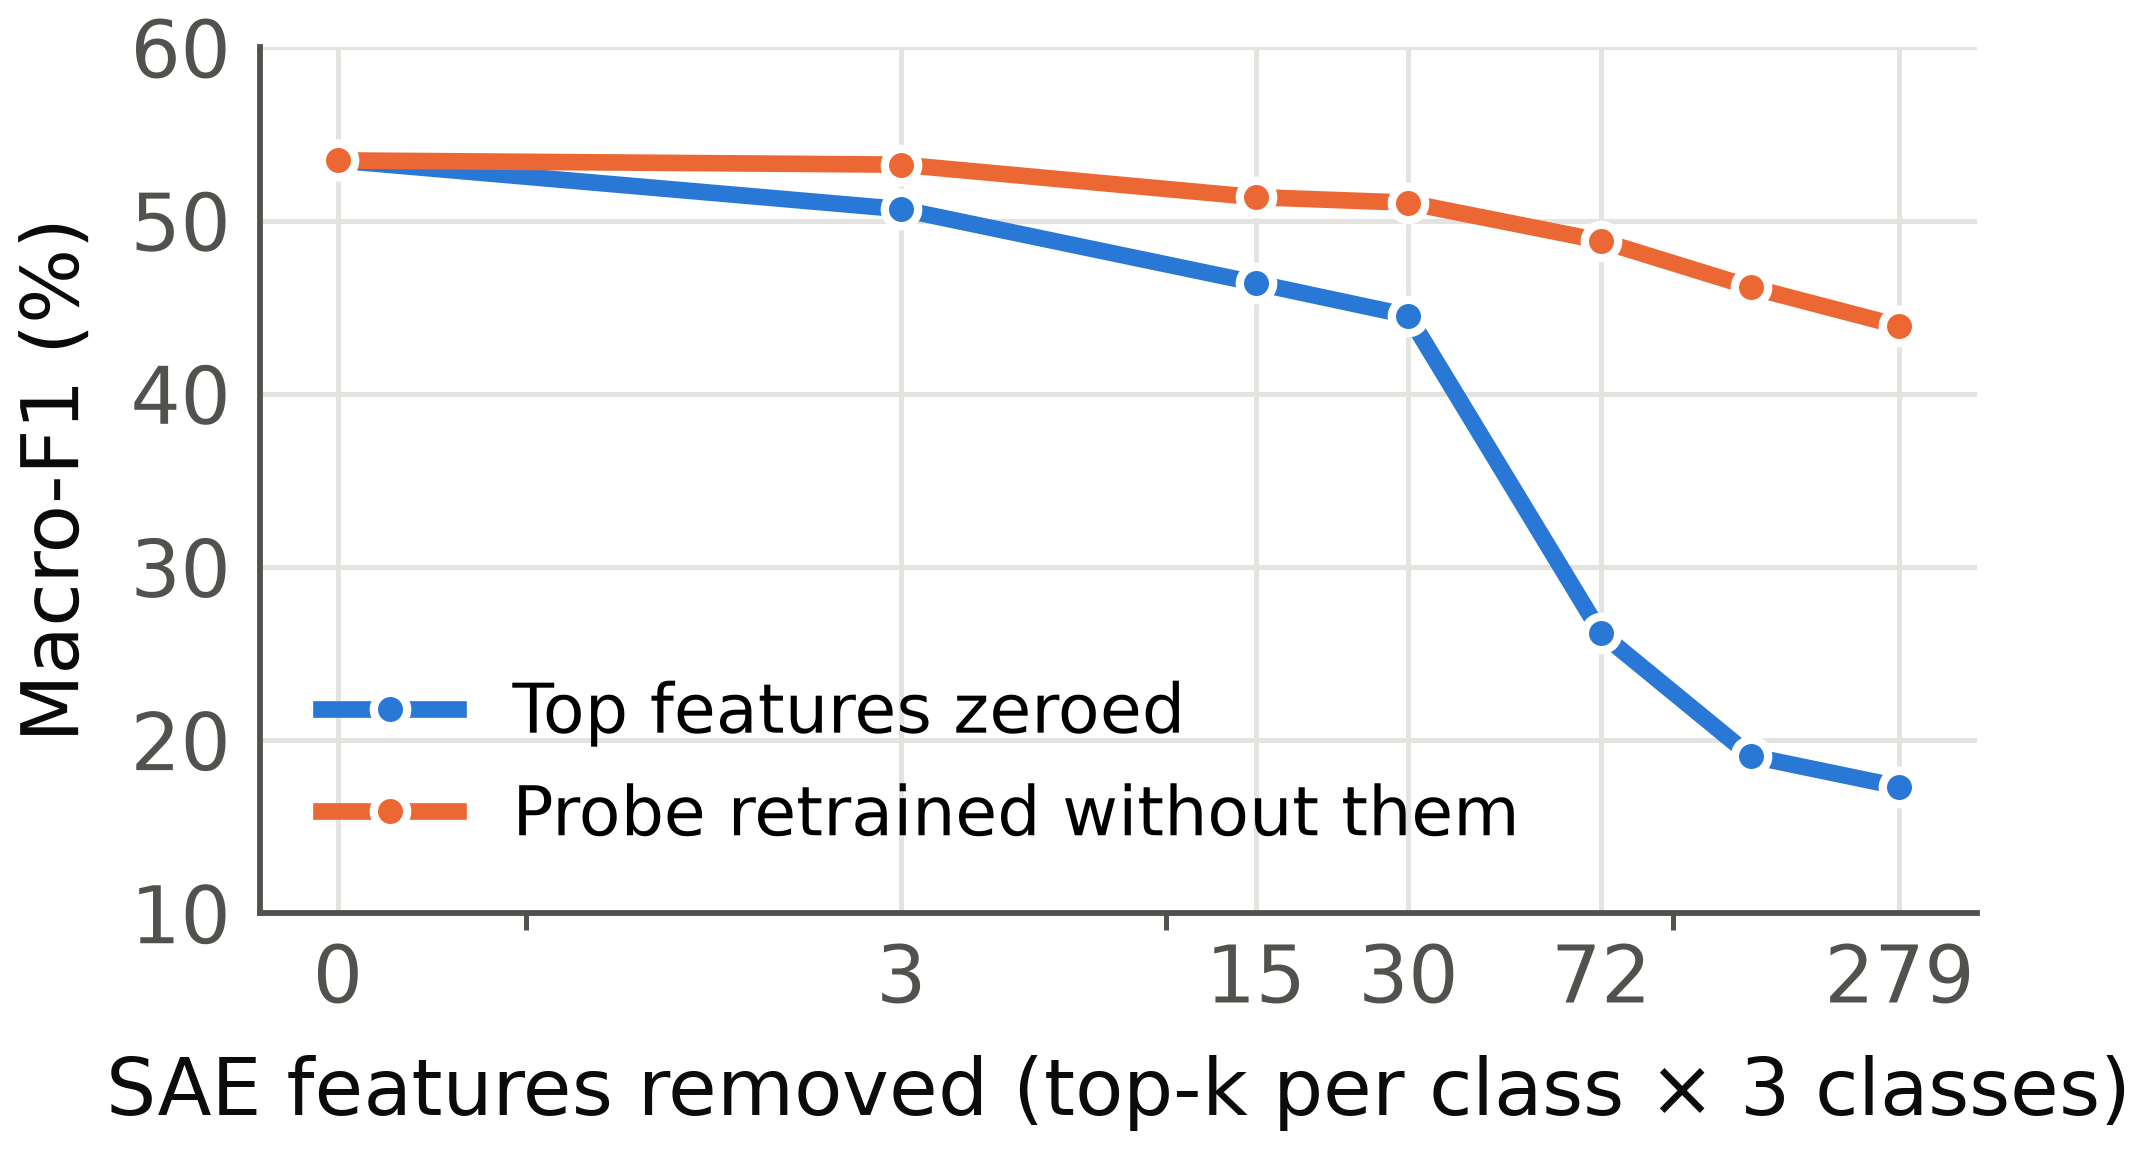 60
50
40
30
20
10
Macro-F1 (%)
Top features zeroed
Probe retrained without them
0 3 15 30 72 279
SAE features removed (top-k per class × 3 classes)